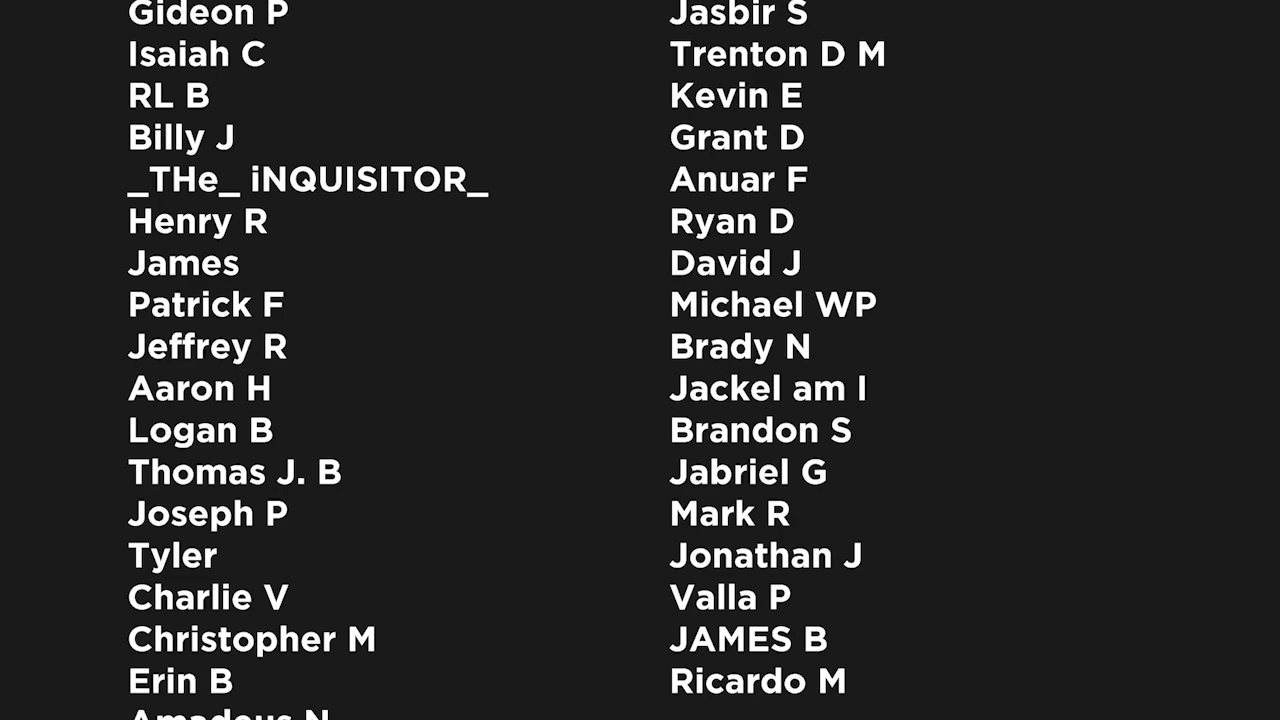 Gideon P
Isaiah C
RL B
Billy J
_THe_ iNQUISITOR_
Henry R
James
Patrick F
Jeffrey R
Aaron H
Logan B
Thomas J. B
Joseph P
Tyler
Charlie V
Christopher M
Erin B
Amadeus N
Jasbir S
Trenton D M
Kevin E
Grant D
Anuar F
Ryan D
David J
Michael WP
Brady N
Jackel am I
Brandon S
Jabriel G
Mark R
Jonathan J
Valla P
JAMES B
Ricardo M